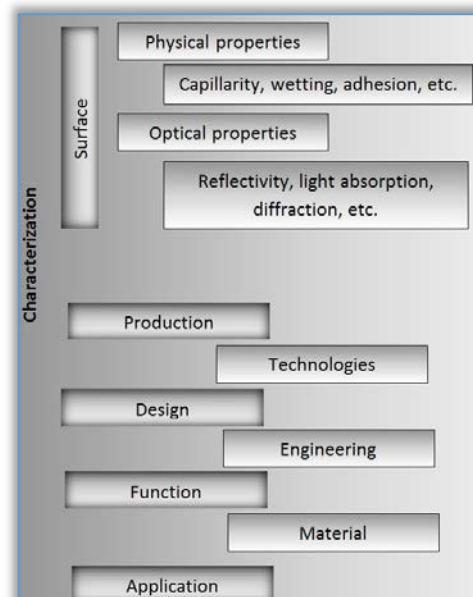 Characterization
Surface
Physical properties
Capillarity, wetting, adhesion, etc.
Optical properties
Reflectivity, light absorption,
diffraction, etc.
Production
Technologies
Design
Engineering
Function
Material
Application